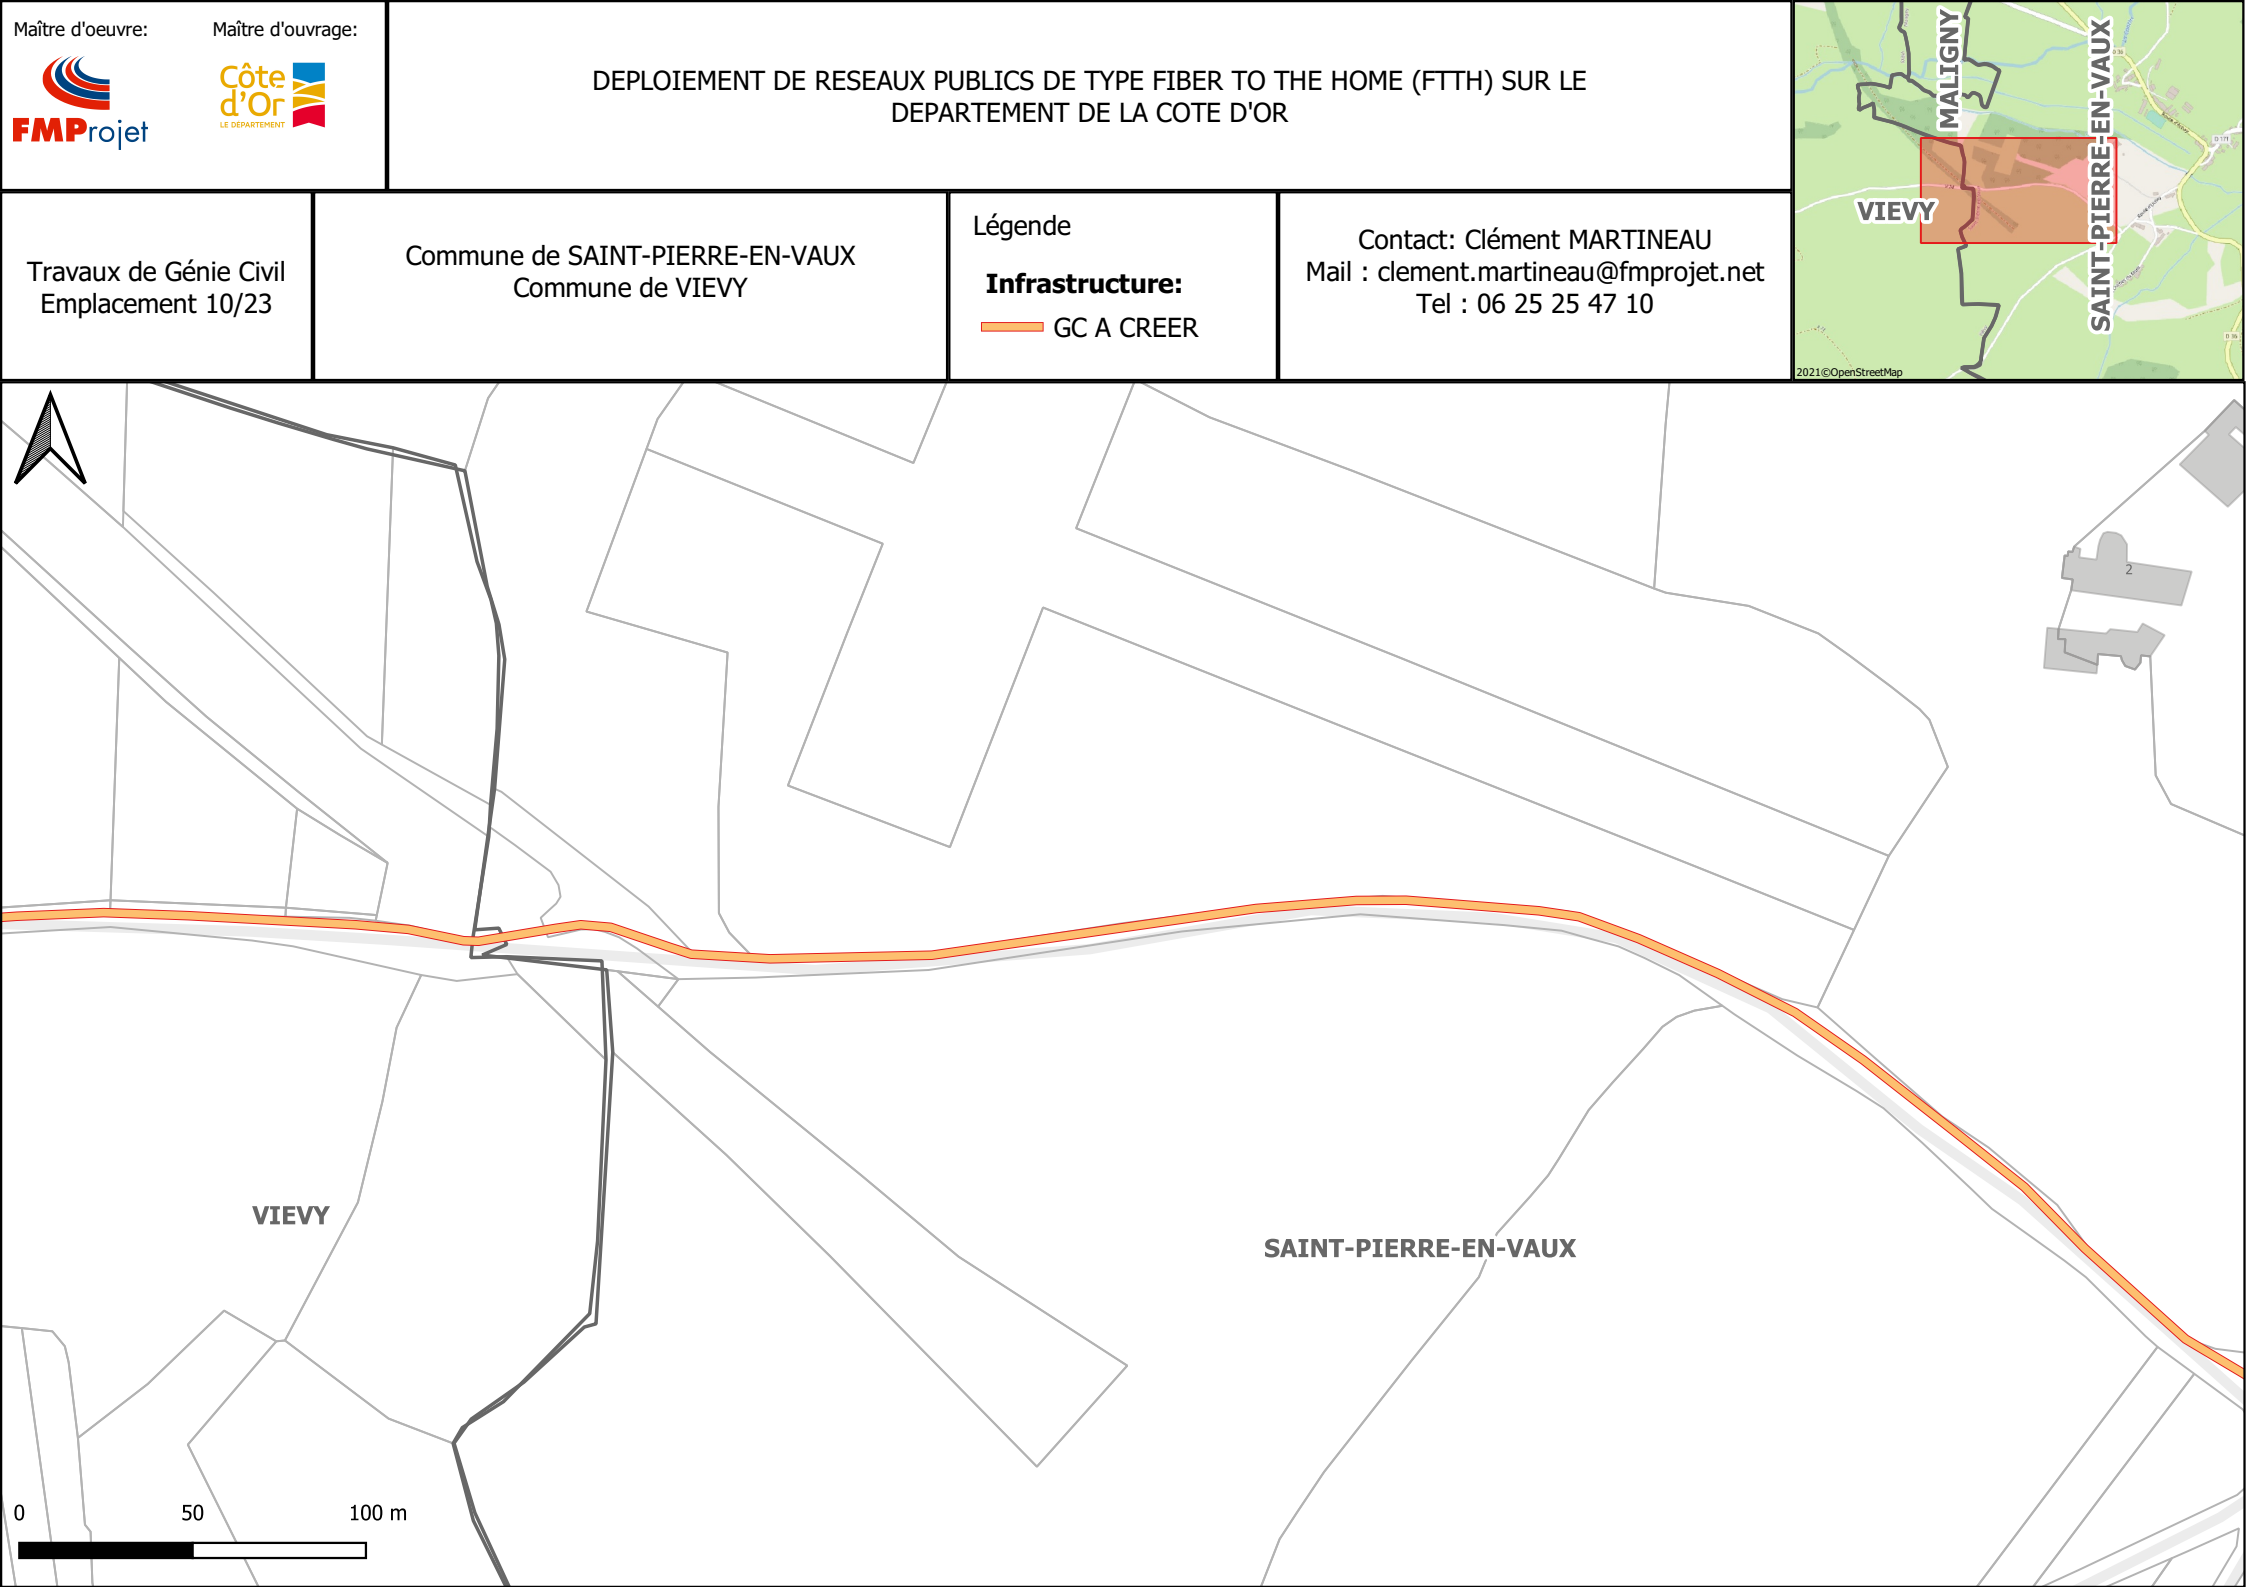 Maître d'oeuvre:
Maître d'ouvrage:
FMProjet
Côte
d'Or
LE DÉPARTEMENT
DEPLOIEMENT DE RESEAUX PUBLICS DE TYPE FIBER TO THE HOME (FTTH) SUR LE
DEPARTEMENT DE LA COTE D'OR
Travaux de Génie Civil
Emplacement 10/23
Commune de SAINT-PIERRE-EN-VAUX
Commune de VIEVY
Légende
Infrastructure:
GC A CREER
Contact: Clément MARTINEAU
Mail : clement.martineau@fmprojet.net
Tel : 06 25 25 47 10
MALIGNY
VIEVY
SAINT-PIERRE-EN-VAUX
D 36
D 171
D 36
2021©OpenStreetMap
2
VIEVY
SAINT-PIERRE-EN-VAUX
0 50 100 m